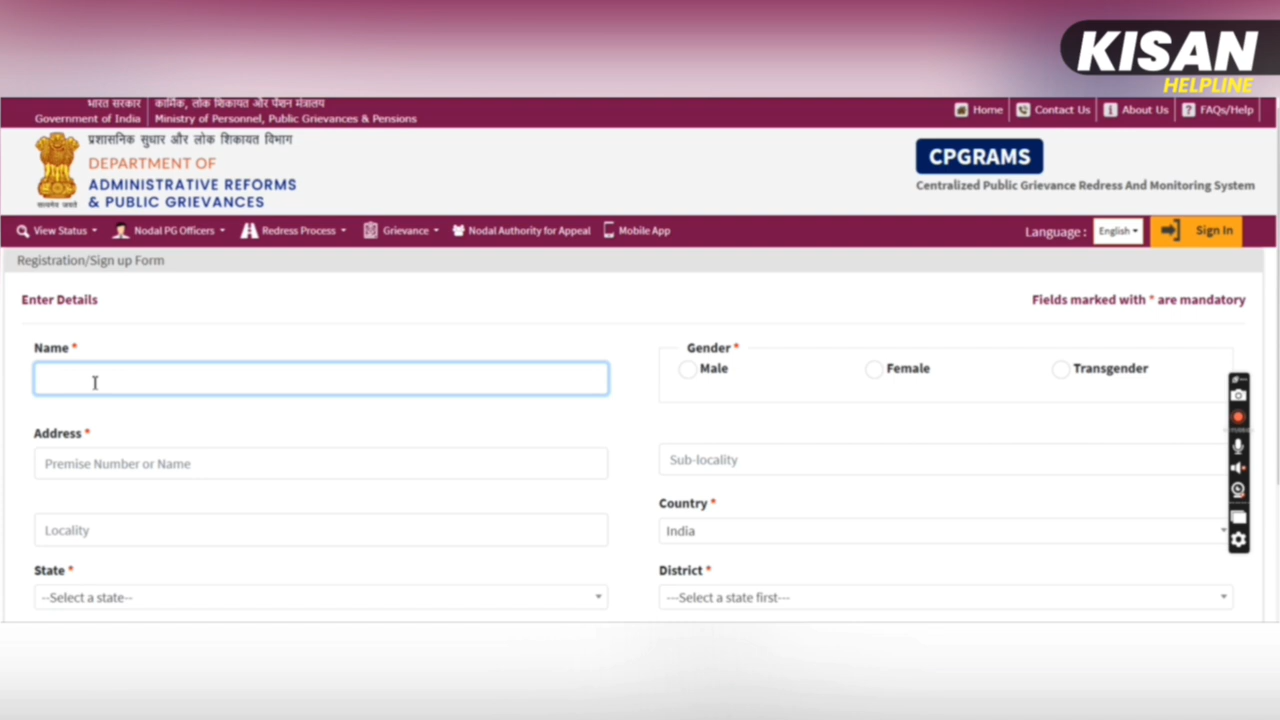 KISAN
HELPLINE
भारत सरकार कार्मिक, लोक शिकायत और पेंशन मंत्रालय
Government of India Ministry of Personnel, Public Grievances & Pensions
Home Contact Us About Us FAQs/Help
प्रशासनिक सुधार और लोक शिकायत विभाग
DEPARTMENT OF
ADMINISTRATIVE REFORMS
& PUBLIC GRIEVANCES
सत्यमेव जयते
CPGRAMS
Centralized Public Grievance Redress And Monitoring System
View Status Nodal PG Officers Redress Process Grievance Nodal Authority for Appeal Mobile App Language : English Sign In
Registration/Sign up Form
Enter Details Fields marked with * are mandatory
Name * Gender *
Male Female Transgender
Address *
Premise Number or Name Sub-locality
Country *
Locality India
State * District *
--Select a state-- ---Select a state first---